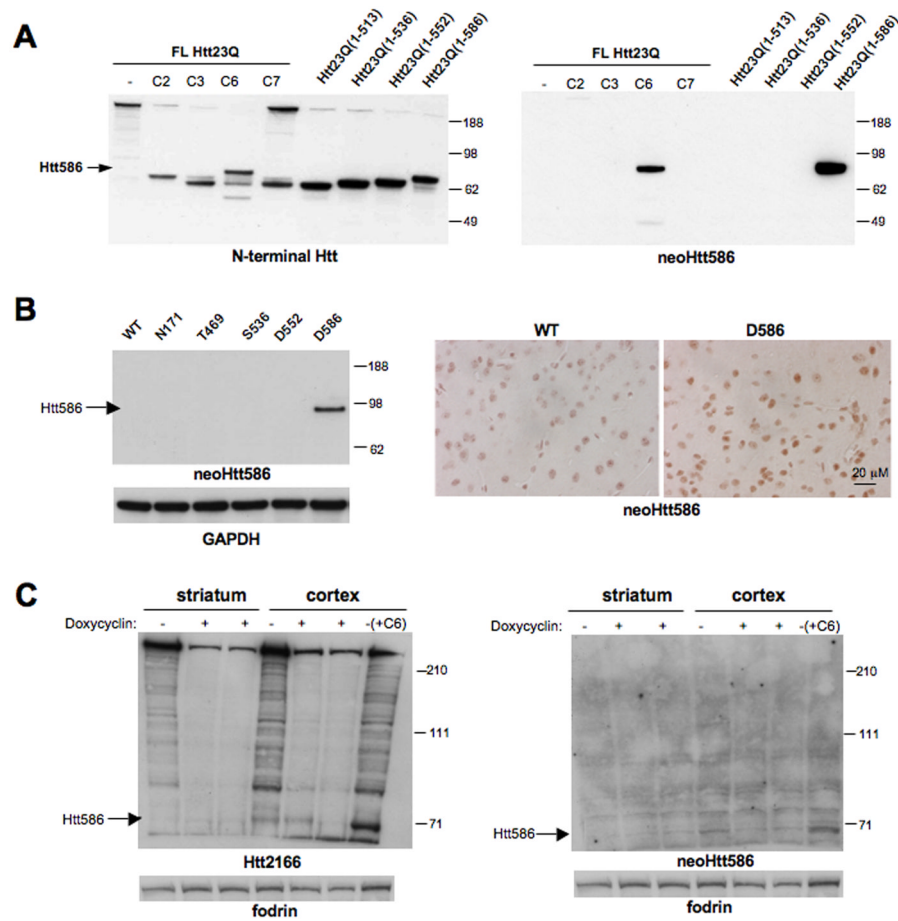 A
FL Htt23Q
- C2 C3 C6 C7 Htt23Q(1-513) Htt23Q(1-536) Htt23Q(1-552) Htt23Q(1-586)
188
98
Htt586
62
49
N-terminal Htt
FL Htt23Q
- C2 C3 C6 C7 Htt23Q(1-513) Htt23Q(1-536) Htt23Q(1-552) Htt23Q(1-586)
188
98
62
49
neoHtt586
B
WT N171 T469 S536 D552 D586
188
Htt586
98
62
neoHtt586
GAPDH
WT D586
20 µM
neoHtt586
C
striatum cortex
Doxycyclin: - + + - + + -(+C6)
210
111
Htt586
71
Htt2166
fodrin
striatum cortex
Doxycyclin: - + + - + + -(+C6)
210
111
71
Htt586
neoHtt586
fodrin